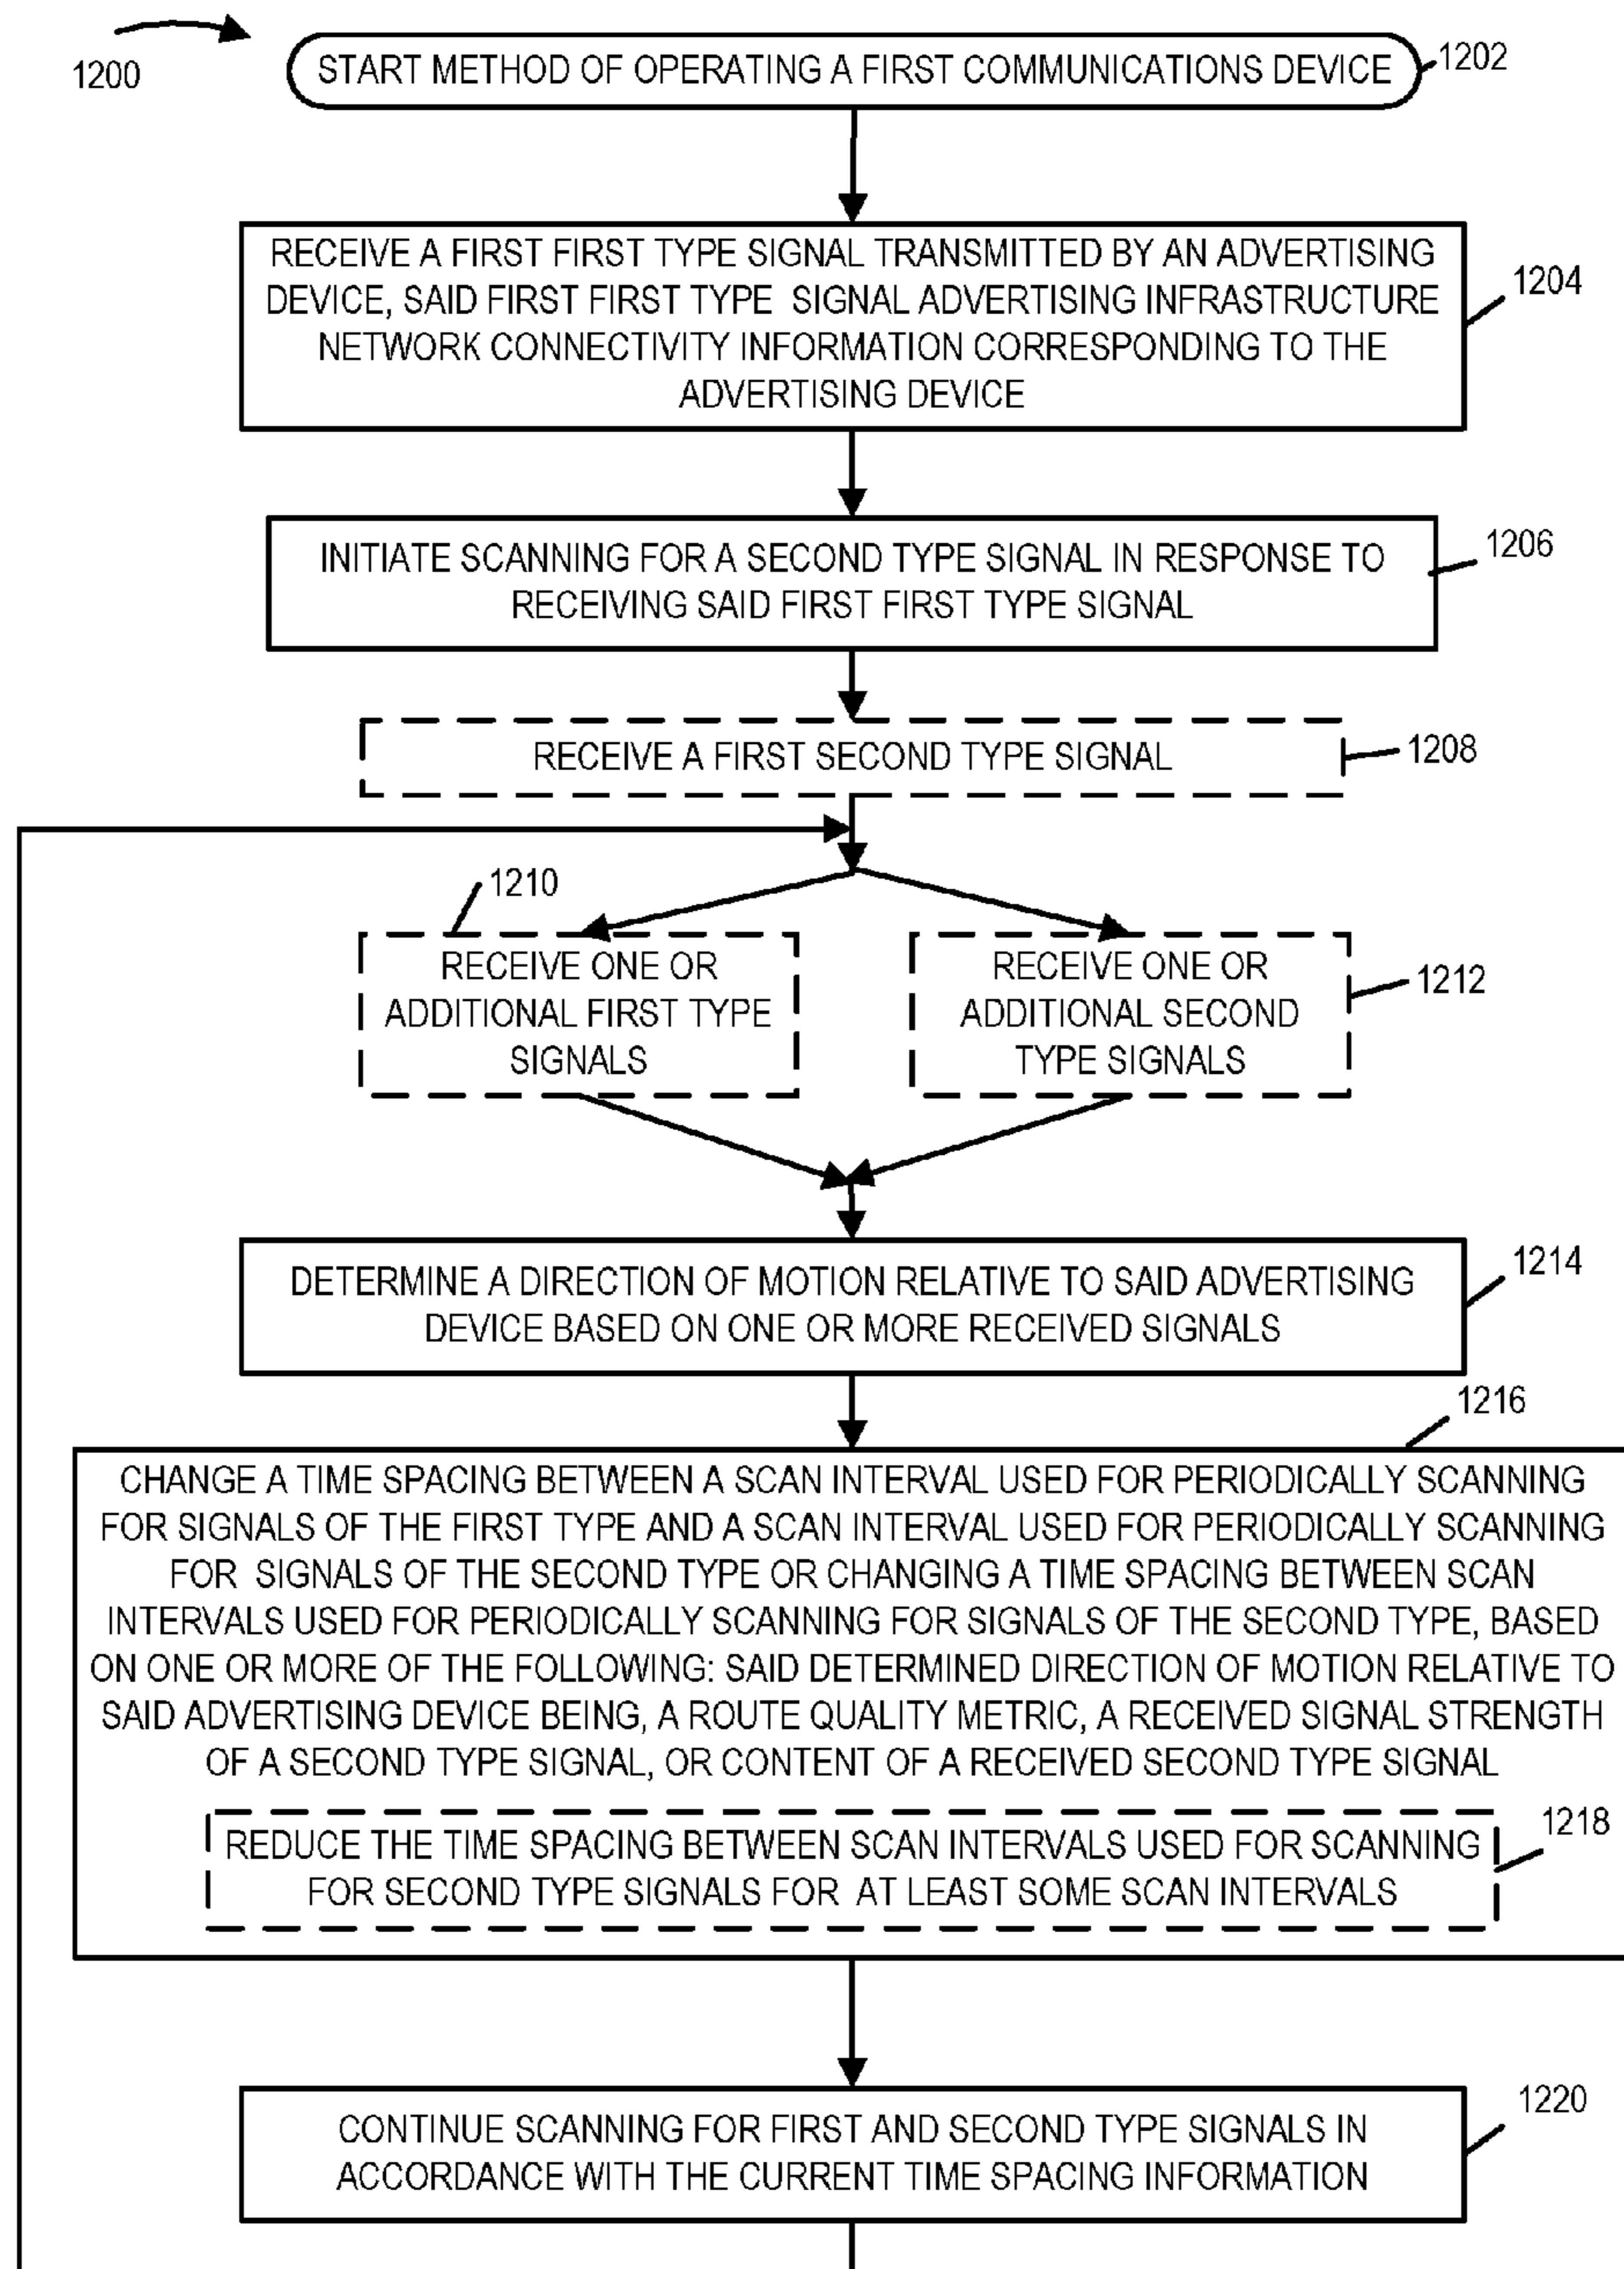 1200
START METHOD OF OPERATING A FIRST COMMUNICATIONS DEVICE
1202
RECEIVE A FIRST FIRST TYPE SIGNAL TRANSMITTED BY AN ADVERTISING
DEVICE, SAID FIRST FIRST TYPE SIGNAL ADVERTISING INFRASTRUCTURE
NETWORK CONNECTIVITY INFORMATION CORRESPONDING TO THE
ADVERTISING DEVICE
1204
INITIATE SCANNING FOR A SECOND TYPE SIGNAL IN RESPONSE TO
RECEIVING SAID FIRST FIRST TYPE SIGNAL
1206
RECEIVE A FIRST SECOND TYPE SIGNAL
1208
1210
RECEIVE ONE OR
ADDITIONAL FIRST TYPE
SIGNALS
RECEIVE ONE OR
ADDITIONAL SECOND
TYPE SIGNALS
1212
DETERMINE A DIRECTION OF MOTION RELATIVE TO SAID ADVERTISING
DEVICE BASED ON ONE OR MORE RECEIVED SIGNALS
1214
1216
CHANGE A TIME SPACING BETWEEN A SCAN INTERVAL USED FOR PERIODICALLY SCANNING
FOR SIGNALS OF THE FIRST TYPE AND A SCAN INTERVAL USED FOR PERIODICALLY SCANNING
FOR SIGNALS OF THE SECOND TYPE OR CHANGING A TIME SPACING BETWEEN SCAN
INTERVALS USED FOR PERIODICALLY SCANNING FOR SIGNALS OF THE SECOND TYPE, BASED
ON ONE OR MORE OF THE FOLLOWING: SAID DETERMINED DIRECTION OF MOTION RELATIVE TO
SAID ADVERTISING DEVICE BEING, A ROUTE QUALITY METRIC, A RECEIVED SIGNAL STRENGTH
OF A SECOND TYPE SIGNAL, OR CONTENT OF A RECEIVED SECOND TYPE SIGNAL
1218
REDUCE THE TIME SPACING BETWEEN SCAN INTERVALS USED FOR SCANNING
FOR SECOND TYPE SIGNALS FOR AT LEAST SOME SCAN INTERVALS
1220
CONTINUE SCANNING FOR FIRST AND SECOND TYPE SIGNALS IN
ACCORDANCE WITH THE CURRENT TIME SPACING INFORMATION